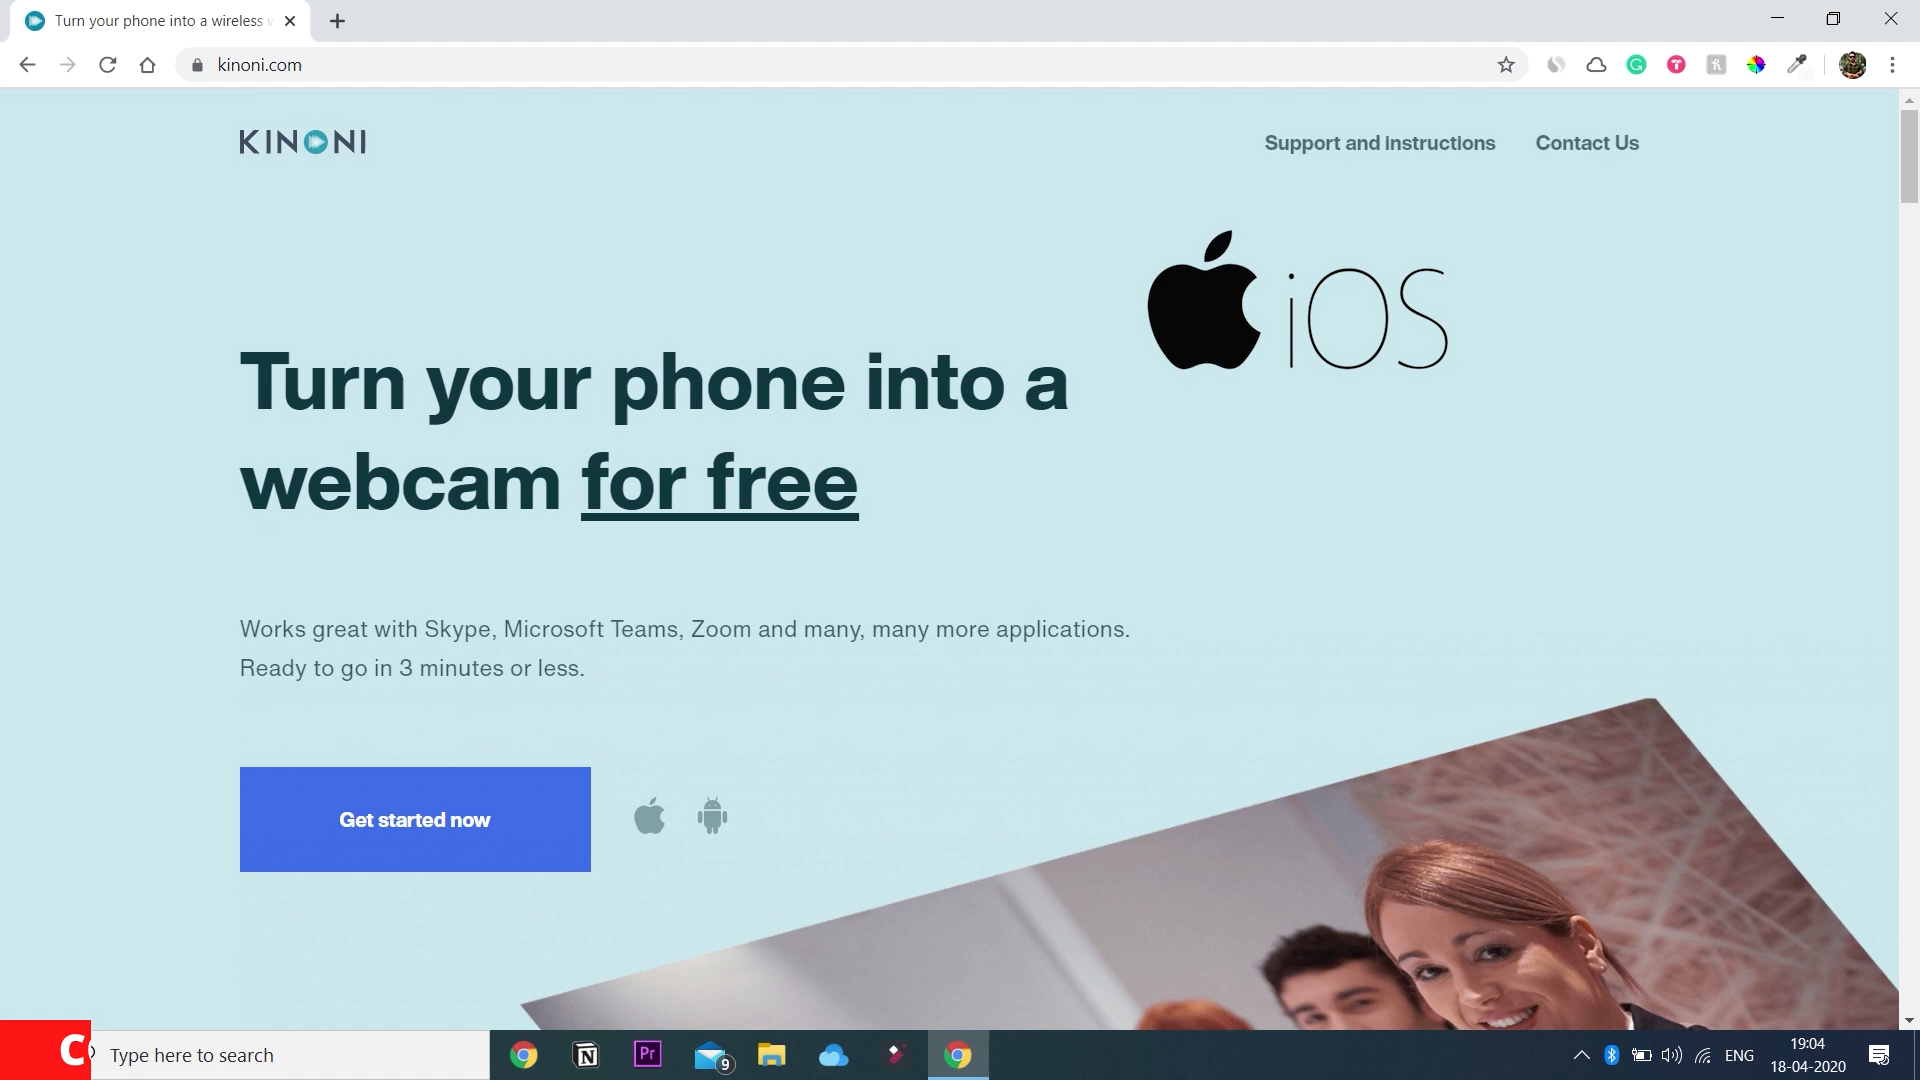 Turn your phone into a wireless w
kinoni.com
KINONI
Support and instructions
Contact Us
iOS
Turn your phone into a
webcam for free
Works great with Skype, Microsoft Teams, Zoom and many, many more applications.
Ready to go in 3 minutes or less.
Get started now
Type here to search
Pr
9
ENG
19:04
18-04-2020